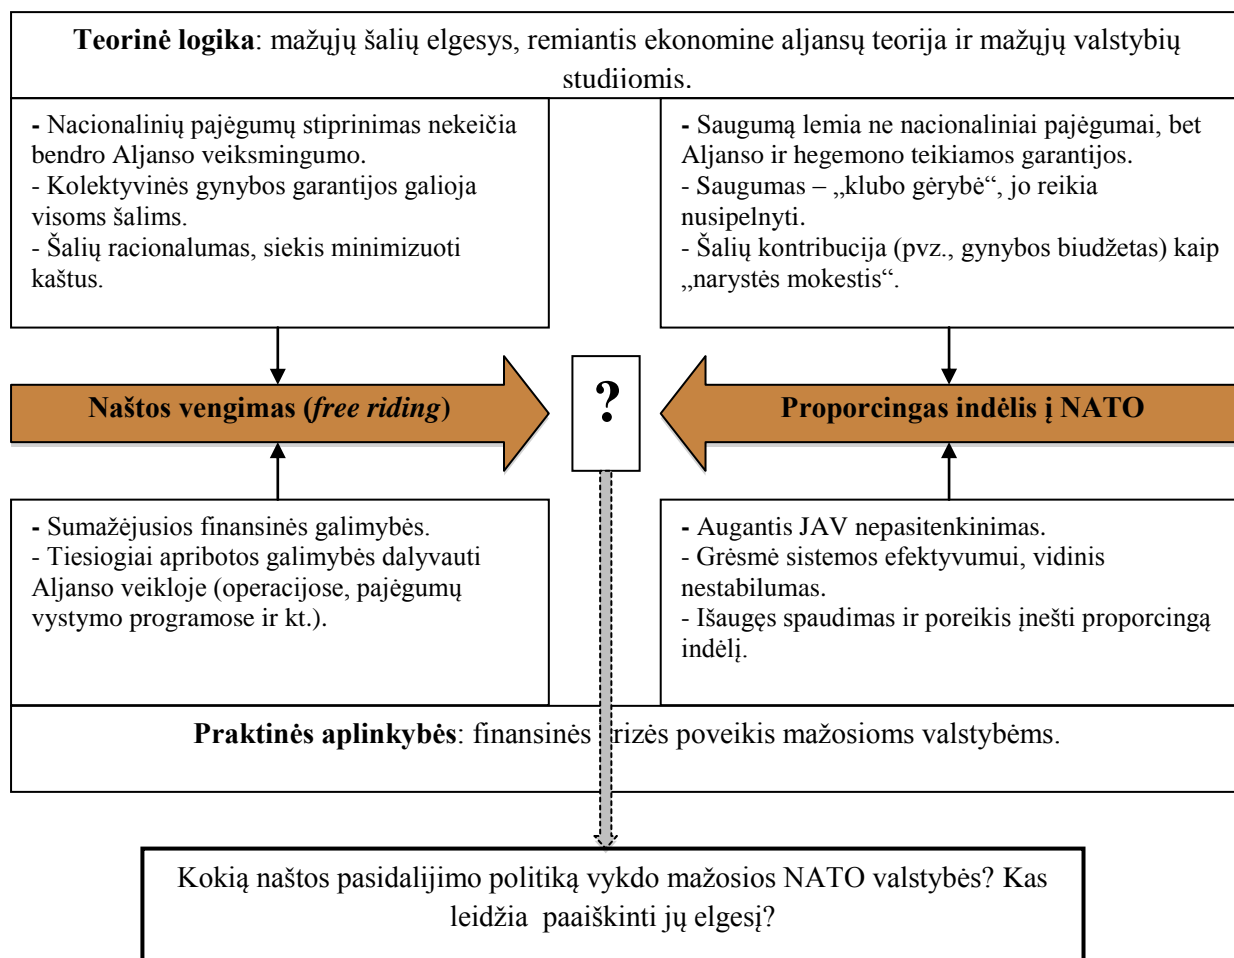 Teorinė logika: mažųjų šalių elgesys, remiantis ekonomine aljansų teorija ir mažųjų valstybių
studijomis.
- Nacionalinių pajėgumų stiprinimas nekeičia
bendro Aljanso veiksmingumo.
- Kolektyvinės gynybos garantijos galioja
visoms šalims.
- Šalių racionalumas, siekis minimizuoti
kaštus.
- Saugumą lemia ne nacionaliniai pajėgumai, bet
Aljanso ir hegemono teikiamos garantijos.
- Saugumas – „klubo gėrybė“, jo reikia
nusipelnyti.
- Šalių kontribucija (pvz., gynybos biudžetas) kaip
„narystės mokestis“.
Naštos vengimas (free riding)
?
Proporcingas indėlis į NATO
- Sumažėjusios finansinės galimybės.
- Tiesiogiai apribotos galimybės dalyvauti
Aljanso veikloje (operacijose, pajėgumų
vystymo programose ir kt.).
- Augantis JAV nepasitenkinimas.
- Grėsmė sistemos efektyvumui, vidinis
nestabilumas.
- Išaugęs spaudimas ir poreikis įnešti proporcingą
indėlį.
Praktinės aplinkybės: finansinės rizės poveikis mažosioms valstybėms.
Kokią naštos pasidalijimo politiką vykdo mažosios NATO valstybės? Kas
leidžia paaiškinti jų elgesį?